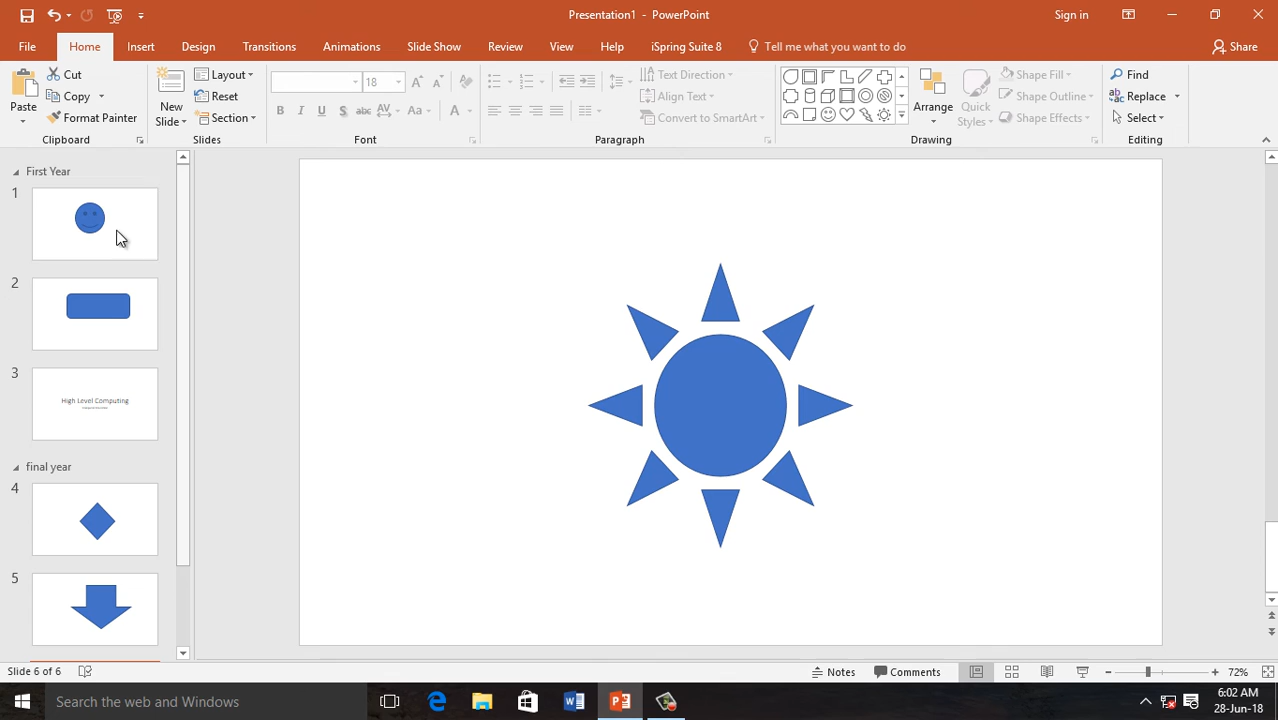 Presentation1 - PowerPoint
Sign in
File
Home
Insert
Design
Transitions
Animations
Slide Show
Review
View
Help
iSpring Suite 8
Tell me what you want to do
Share
Paste
Cut
Copy
Format Painter
Clipboard
New
Slide
Layout
Reset
Section
Slides
18
B I U S abc AV Aa A
Font
Text Direction
Align Text
Convert to SmartArt
Paragraph
Arrange
Quick
Styles
Shape Fill
Shape Outline
Shape Effects
Drawing
Find
Replace
Select
Editing
First Year
1
2
3
High Level Computing
final year
4
5
Slide 6 of 6
Notes
Comments
72%
Search the web and Windows
6:02 AM
28-Jun-18